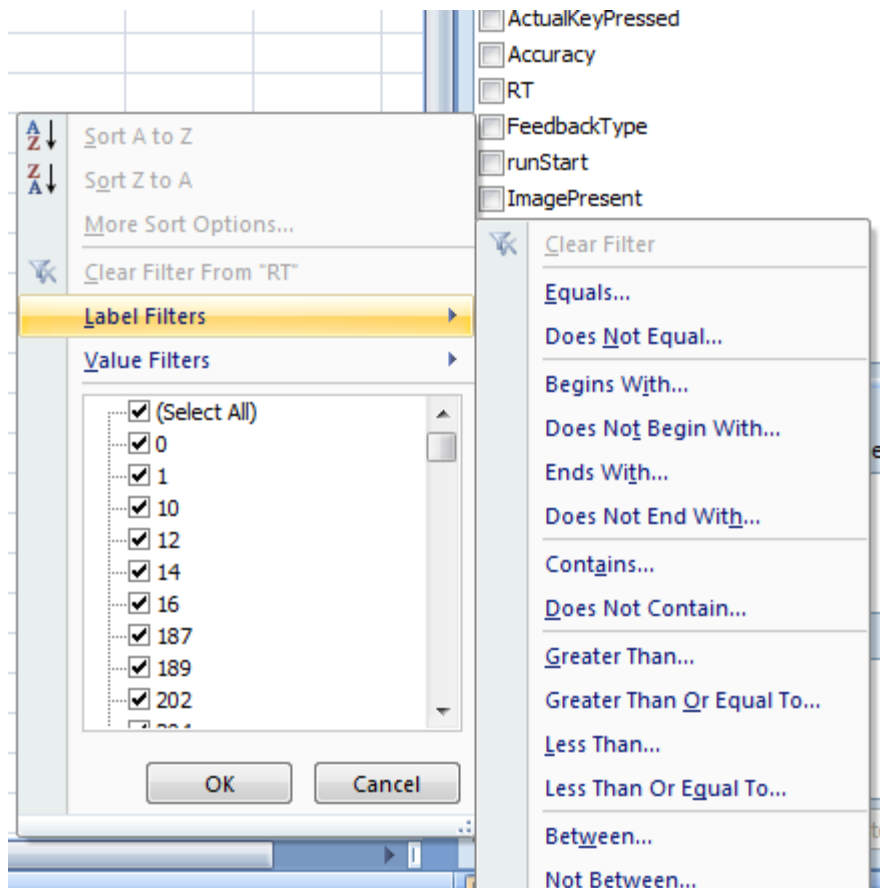 ActualKeyPressed
Accuracy
RT
FeedbackType
runStart
ImagePresent
Sort A to Z
Sort Z to A
More Sort Options...
Clear Filter From "RT"
Label Filters
Value Filters
(Select All)
0
1
10
12
14
16
187
189
202
OK
Cancel
Clear Filter
Equals...
Does Not Equal...
Begins With...
Does Not Begin With...
Ends With...
Does Not End With...
Contains...
Does Not Contain...
Greater Than...
Greater Than Or Equal To...
Less Than...
Less Than Or Equal To...
Between...
Not Between...